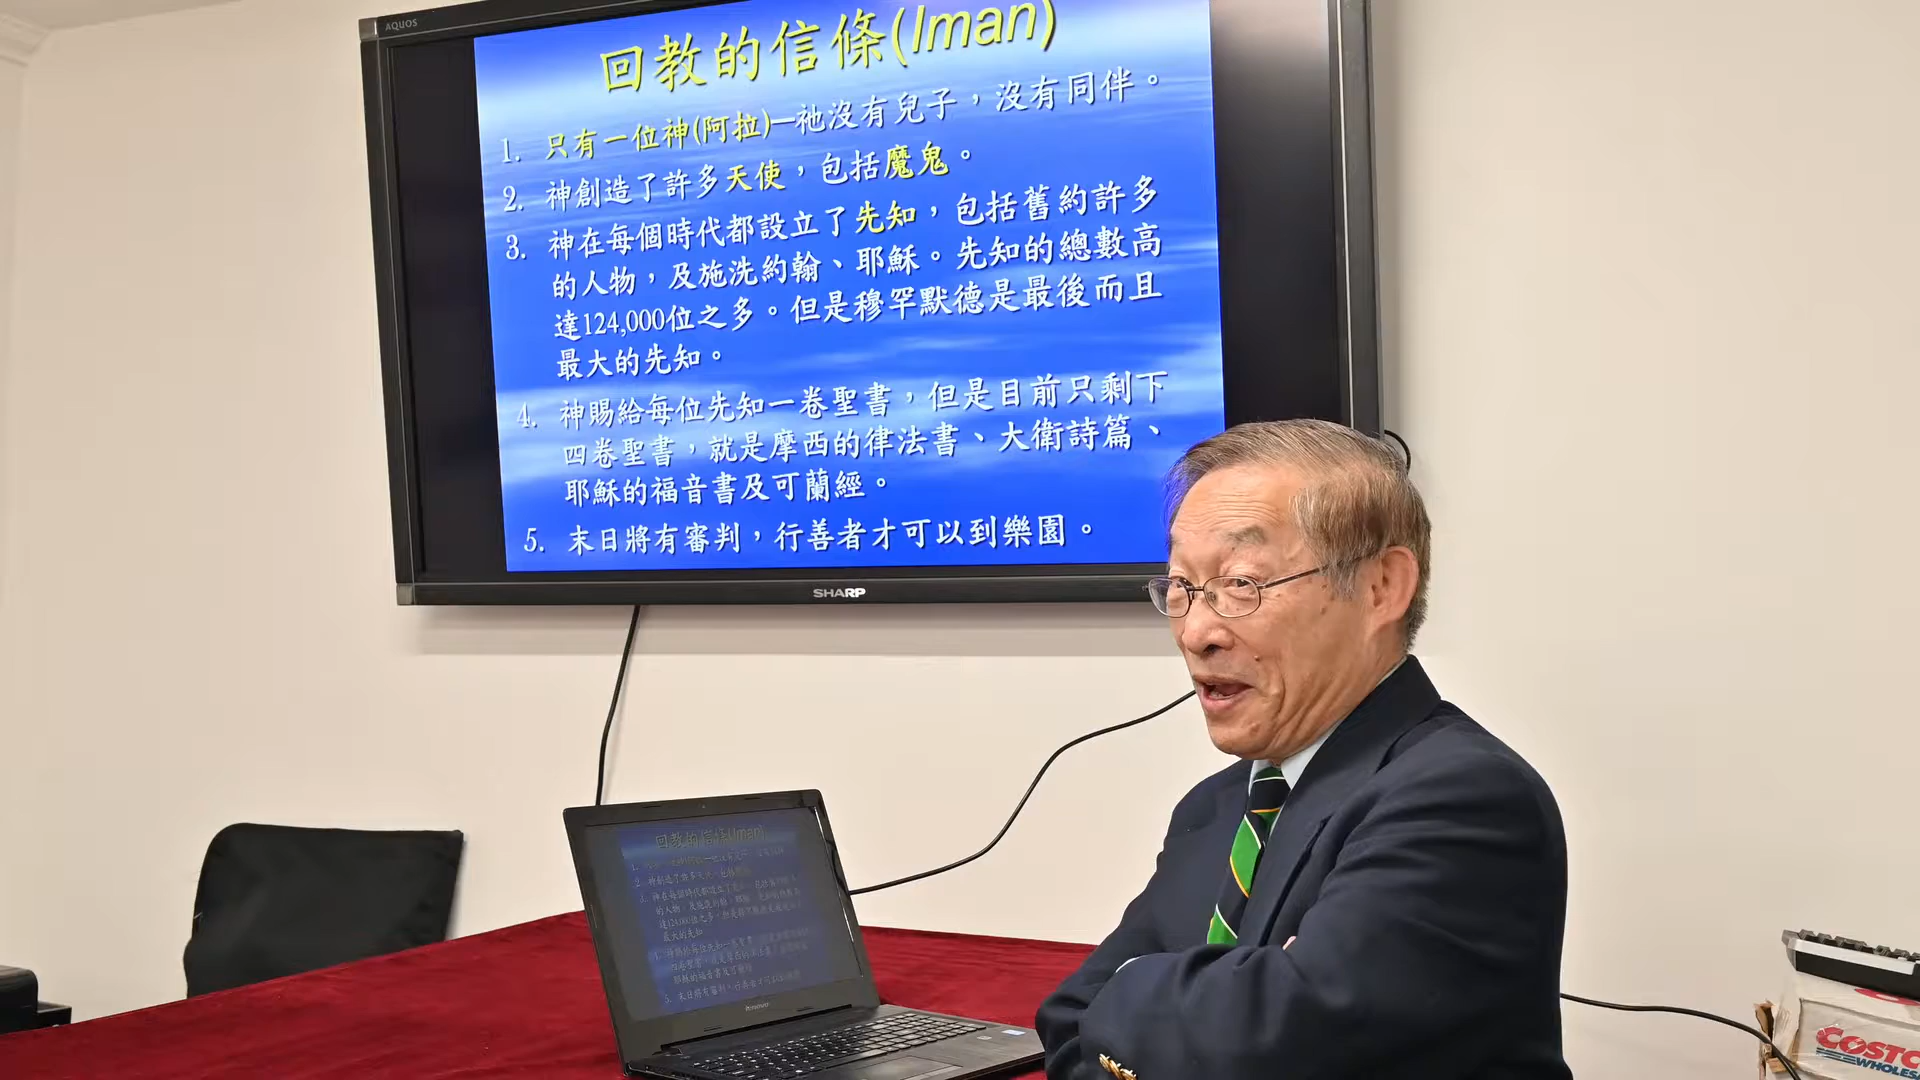 AQUOS
回教的信條(Iman)
1. 只有一位神(阿拉)─祂沒有兒子，沒有同伴。
2. 神創造了許多天使，包括魔鬼。
3. 神在每個時代都設立了先知，包括舊約許多
的人物，及施洗約翰、耶穌。先知的總數高
達124,000位之多。但是穆罕默德是最後而且
最大的先知。
4. 神賜給每位先知一卷聖書，但是目前只剩下
四卷聖書，就是摩西的律法書、大衛詩篇、
耶穌的福音書及可蘭經。
5. 末日將有審判，行善者才可以到樂園。
SHARP
回教的信條(Iman)
lenovo
COSTC
WHOLES